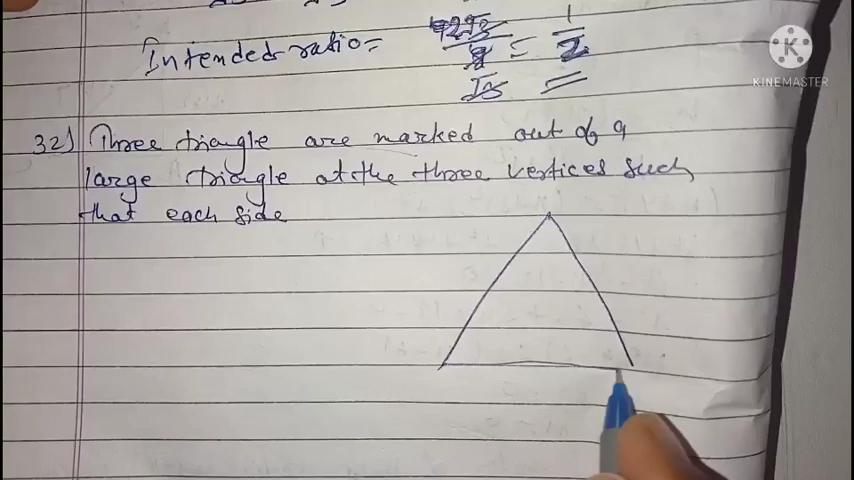 Intended ratio =
= 1/2
K
KINEMASTER
32) Three triangle are marked out of a
large triangle at the three vertices such
that each side